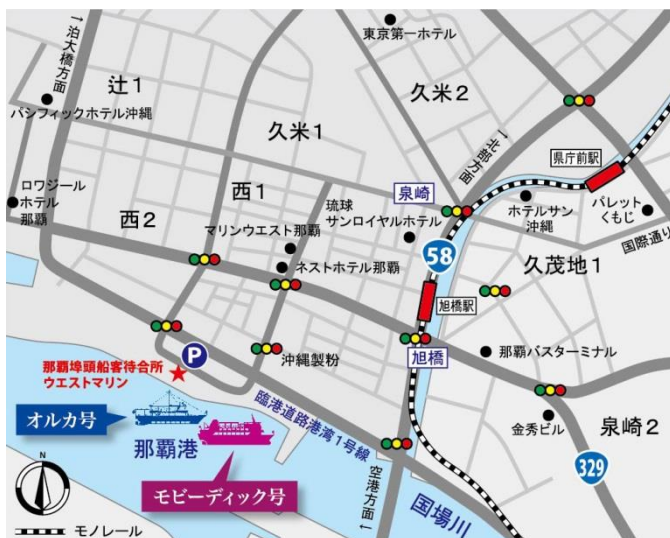 ↑泊大橋方面
東京第一ホテル
辻1
久米2
パシフィックホテル沖縄
久米1
↑北部方面
県庁前駅
ロワジール
ホテル
那覇
西1
琉球
サンロイヤルホテル
泉崎
ホテルサン
沖縄
パレット
くもじ
西2
マリンウエスト那覇
58
久茂地1
国際通り
ネストホテル那覇
旭橋駅
P
沖縄製粉
旭橋
那覇バスターミナル
那覇埠頭船客待合所
ウエストマリン
臨港道路港湾1号線
金秀ビル
泉崎2
オルカ号
那覇港
モビーディック号
空港方面→
国場川
329
N
モノレール